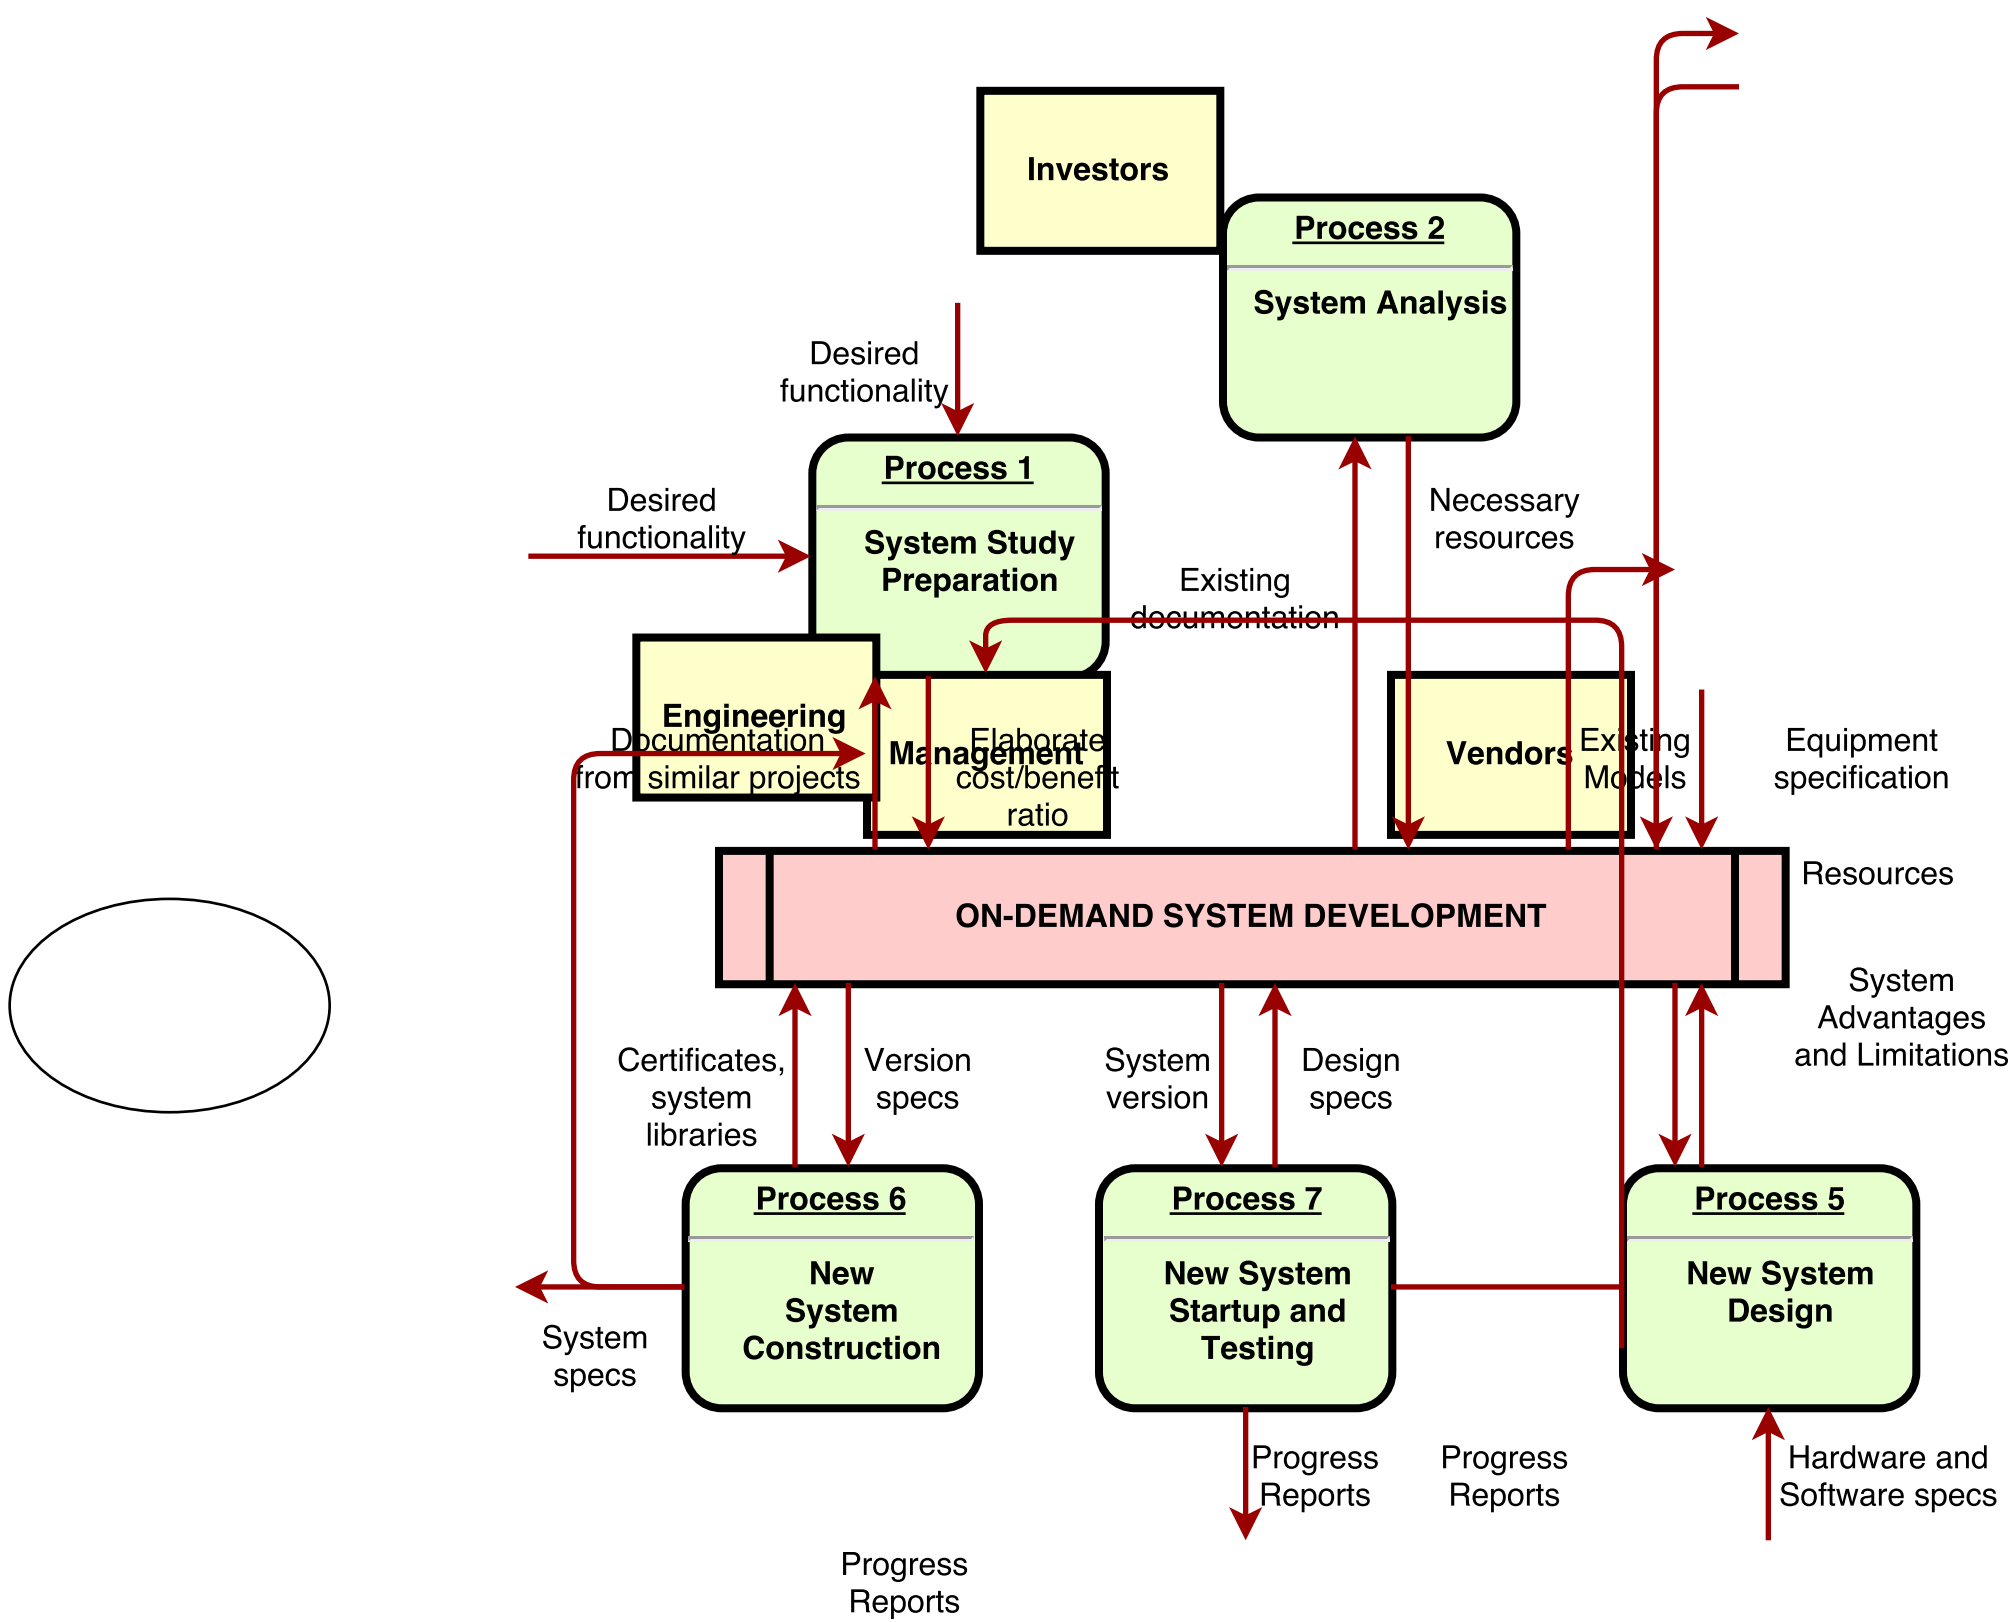 Investors
Process 2
System Analysis
Desired
functionality
Process 1
System Study
Preparation
Desired
functionality
Necessary
resources
Existing
documentation
Engineering
Documentation
from similar projects
Management
Elaborate
cost/benefit
ratio
Vendors
Existing
Models
Equipment
specification
Resources
ON-DEMAND SYSTEM DEVELOPMENT
System
Advantages
and Limitations
Certificates,
system
libraries
Version
specs
System
version
Design
specs
Process 6
New
System
Construction
Process 7
New System
Startup and
Testing
Process 5
New System
Design
System
specs
Progress
Reports
Progress
Reports
Hardware and
Software specs
Progress
Reports